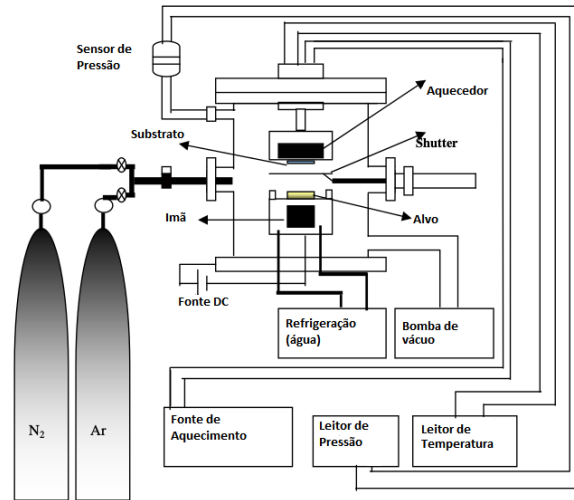 Sensor de
Pressão
Aquecedor
Substrato
Shutter
Imã
Alvo
Fonte DC
Refrigeração
(água)
Bomba de
vácuo
N2
Ar
Fonte de
Aquecimento
Leitor de
Pressão
Leitor de
Temperatura